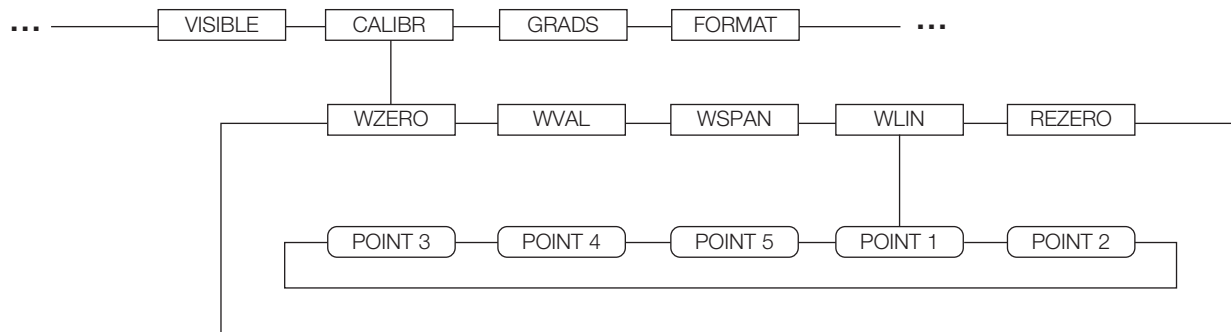 ... VISIBLE CALIBR GRADS FORMAT ...
WZERO WVAL WSPAN WLIN REZERO
POINT 3 POINT 4 POINT 5 POINT 1 POINT 2